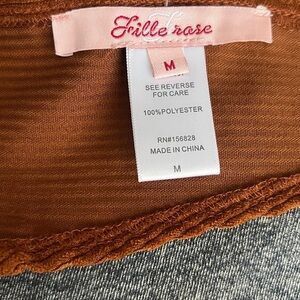 Fille rose
M
SEE REVERSE
FOR CARE
100%POLYESTER
RN#156828
MADE IN CHINA
M